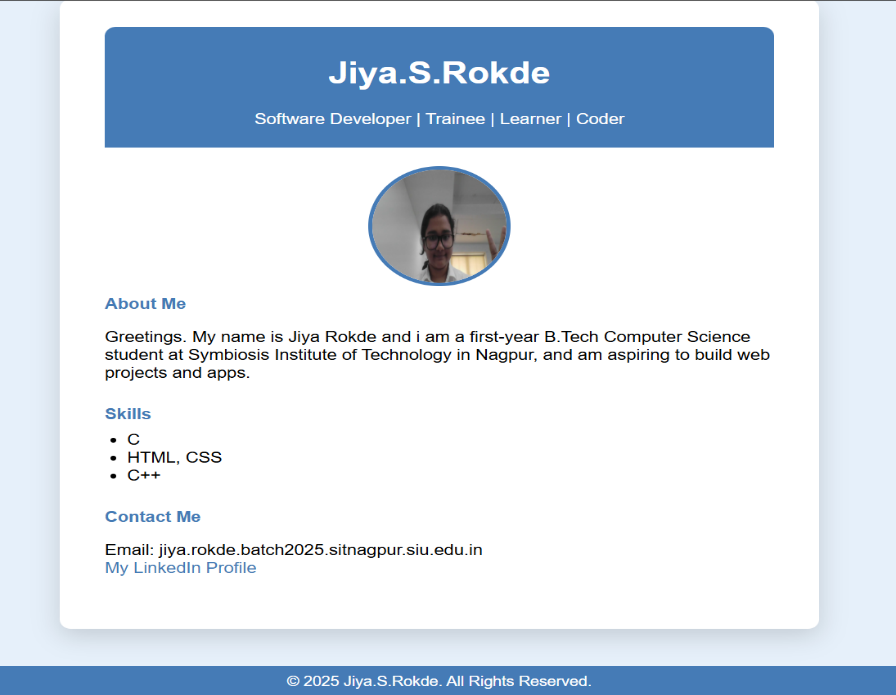 Jiya.S.Rokde
Software Developer | Trainee | Learner | Coder
About Me
Greetings. My name is Jiya Rokde and i am a first-year B.Tech Computer Science
student at Symbiosis Institute of Technology in Nagpur, and am aspiring to build web
projects and apps.
Skills
• C
• HTML, CSS
• C++
Contact Me
Email: jiya.rokde.batch2025.sitnagpur.siu.edu.in
My LinkedIn Profile
© 2025 Jiya.S.Rokde. All Rights Reserved.